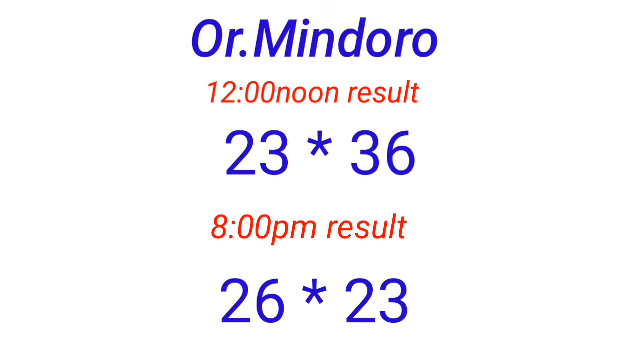 Or.Mindoro
12:00noon result
23 * 36
8:00pm result
26 * 23